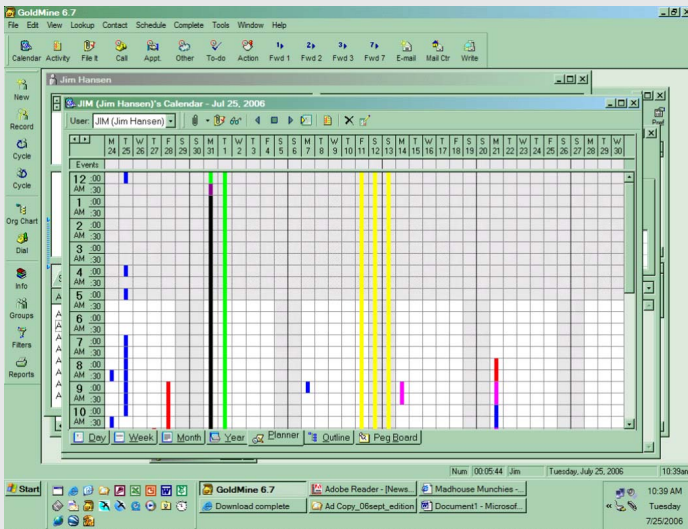 GoldMine 6.7
File Edit View Lookup Contact Schedule Complete Tools Window Help
Calendar Activity File It Call Appt. Other To-do Action Fwd 1 Fwd 2 Fwd 3 Fwd 7 E-mail Mail Ctr Write
New
Record
Cycle
Cycle
Org Chart
Dial
Info
Groups
Filters
Reports
Jim Hansen
JIM (Jim Hansen)'s Calendar - Jul 25, 2006
User: JIM (Jim Hansen)
M T W T F S S M T W T F S S M T W T F S S M T W T F S S M T W
24 25 26 27 28 29 30 31 1 2 3 4 5 6 7 8 9 10 11 12 13 14 15 16 17 18 19 20 21 22 23 24 25 26 27 28 29 30
Events
12 :00
AM :30
1 :00
AM :30
2 :00
AM :30
3 :00
AM :30
4 :00
AM :30
5 :00
AM :30
6 :00
AM :30
7 :00
AM :30
8 :00
AM :30
9 :00
AM :30
10 :00
AM :30
Day Week Month Year Planner Outline Peg Board
Num 00:05:44 Jim Tuesday, July 25, 2006 10:39am
Start
GoldMine 6.7 Adobe Reader - [News... Madhouse Munchies -...
Download complete Ad Copy_06sept_edition Document1 - Microsof...
10:39 AM
Tuesday
7/25/2006